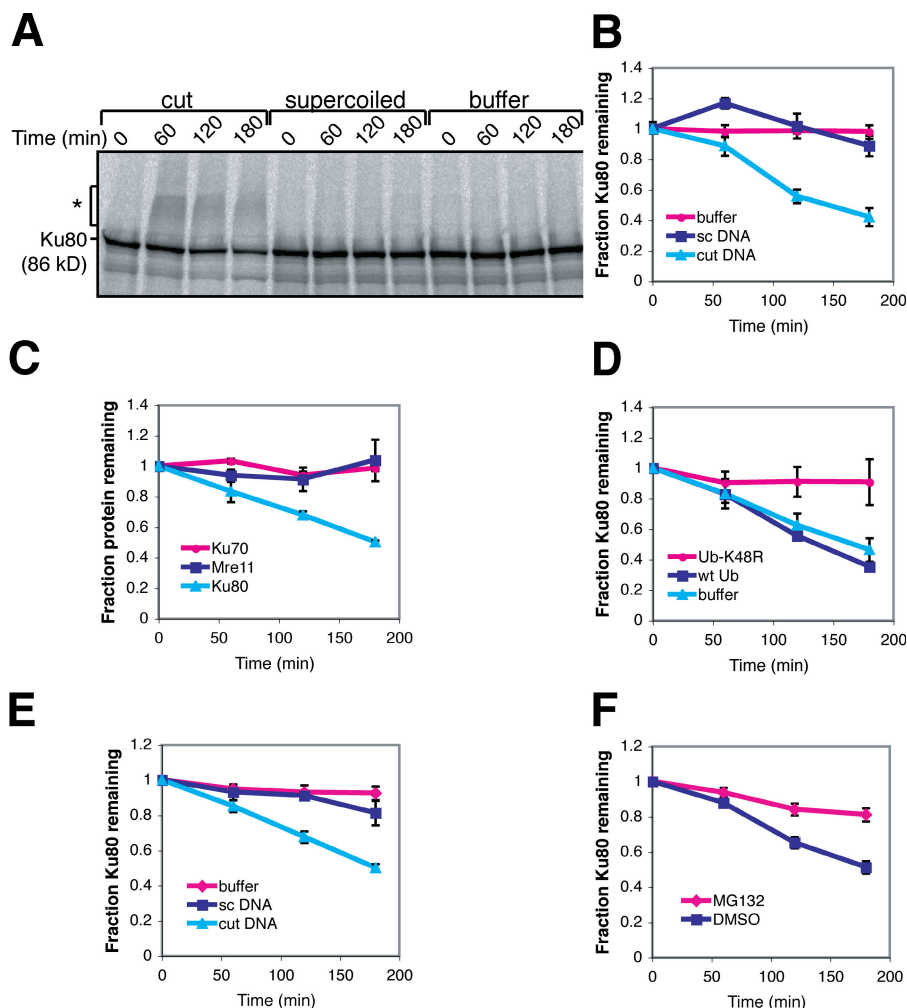 A
cut supercoiled buffer
Time (min) 0 60 120 180 0 60 120 180 0 60 120 180
*
Ku80
(86 kD)
B
Fraction Ku80 remaining
1.4
1.2
1
0.8
0.6
0.4
0.2
0
buffer
sc DNA
cut DNA
0 50 100 150 200
Time (min)
C
Fraction protein remaining
1.4
1.2
1
0.8
0.6
0.4
0.2
0
Ku70
Mre11
Ku80
0 50 100 150 200
Time (min)
D
Fraction Ku80 remaining
1.4
1.2
1
0.8
0.6
0.4
0.2
0
Ub-K48R
wt Ub
buffer
0 50 100 150 200
Time (min)
E
Fraction Ku80 remaining
1.2
1
0.8
0.6
0.4
0.2
0
buffer
sc DNA
cut DNA
0 50 100 150 200
Time (min)
F
Fraction Ku80 remaining
1.2
1
0.8
0.6
0.4
0.2
0
MG132
DMSO
0 50 100 150 200
Time (min)